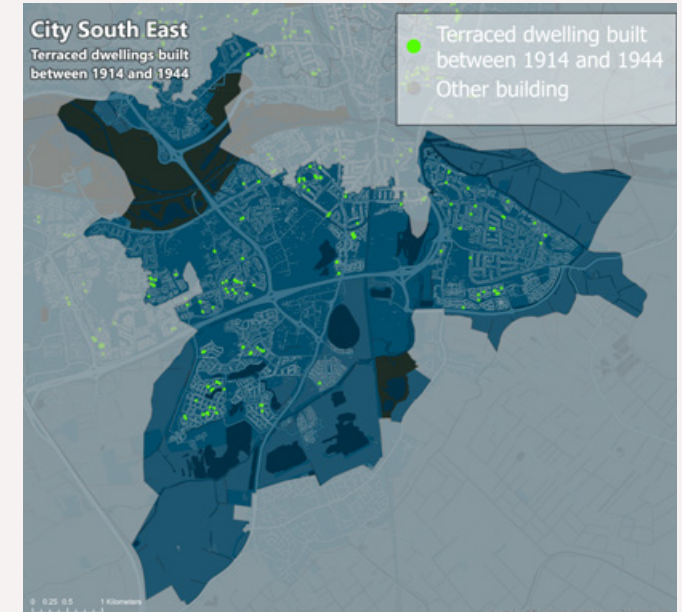 City South East
Terraced dwellings built
between 1914 and 1944
Terraced dwelling built
between 1914 and 1944
Other building
0 0.25 0.5 1 Kilometers